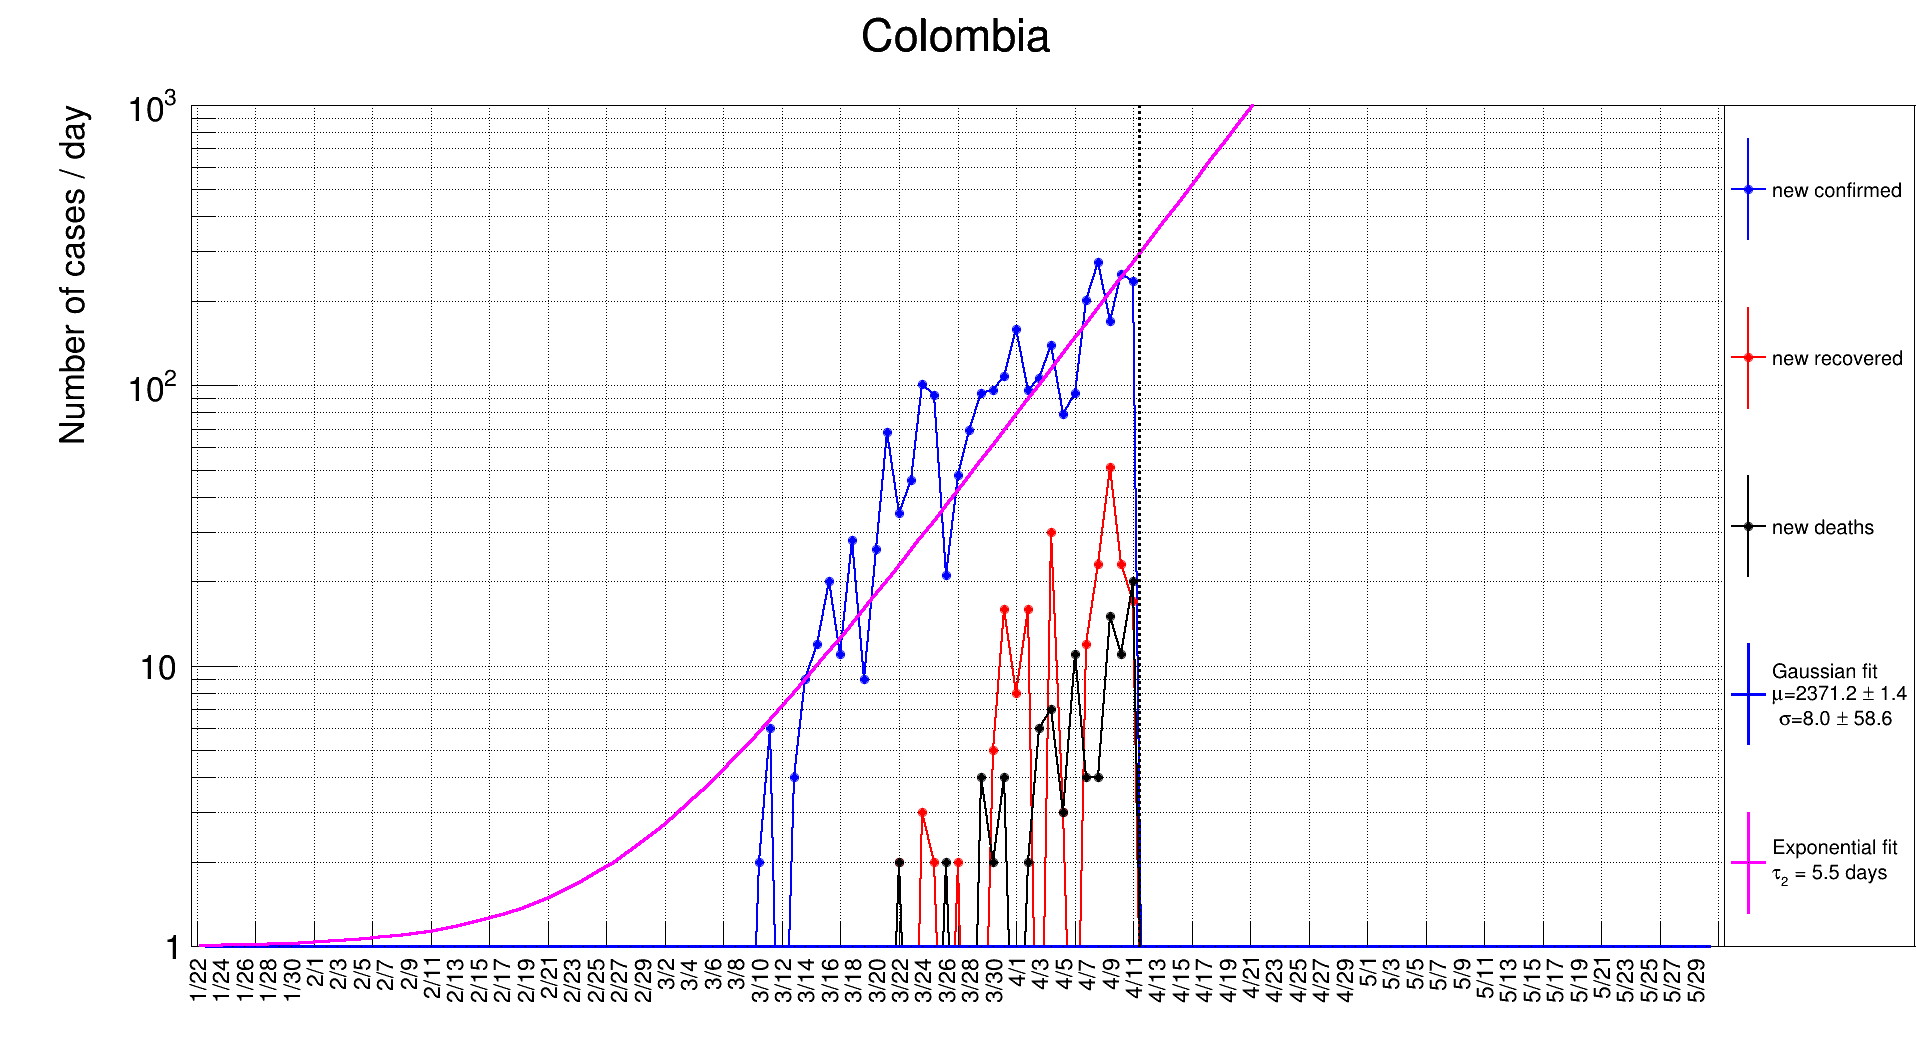 Colombia
Number of cases / day
10³
10²
10
1
1/22 1/24 1/26 1/28 1/30 2/1 2/3 2/5 2/7 2/9 2/11 2/13 2/15 2/17 2/19 2/21 2/23 2/25 2/27 2/29 3/2 3/4 3/6 3/8 3/10 3/12 3/14 3/16 3/18 3/20 3/22 3/24 3/26 3/28 3/30 4/1 4/3 4/5 4/7 4/9 4/11 4/13 4/15 4/17 4/19 4/21 4/23 4/25 4/27 4/29 5/1 5/3 5/5 5/7 5/9 5/11 5/13 5/15 5/17 5/19 5/21 5/23 5/25 5/27 5/29
new confirmed
new recovered
new deaths
Gaussian fit
μ=2371.2 ± 1.4
σ=8.0 ± 58.6
Exponential fit
τ₂ = 5.5 days